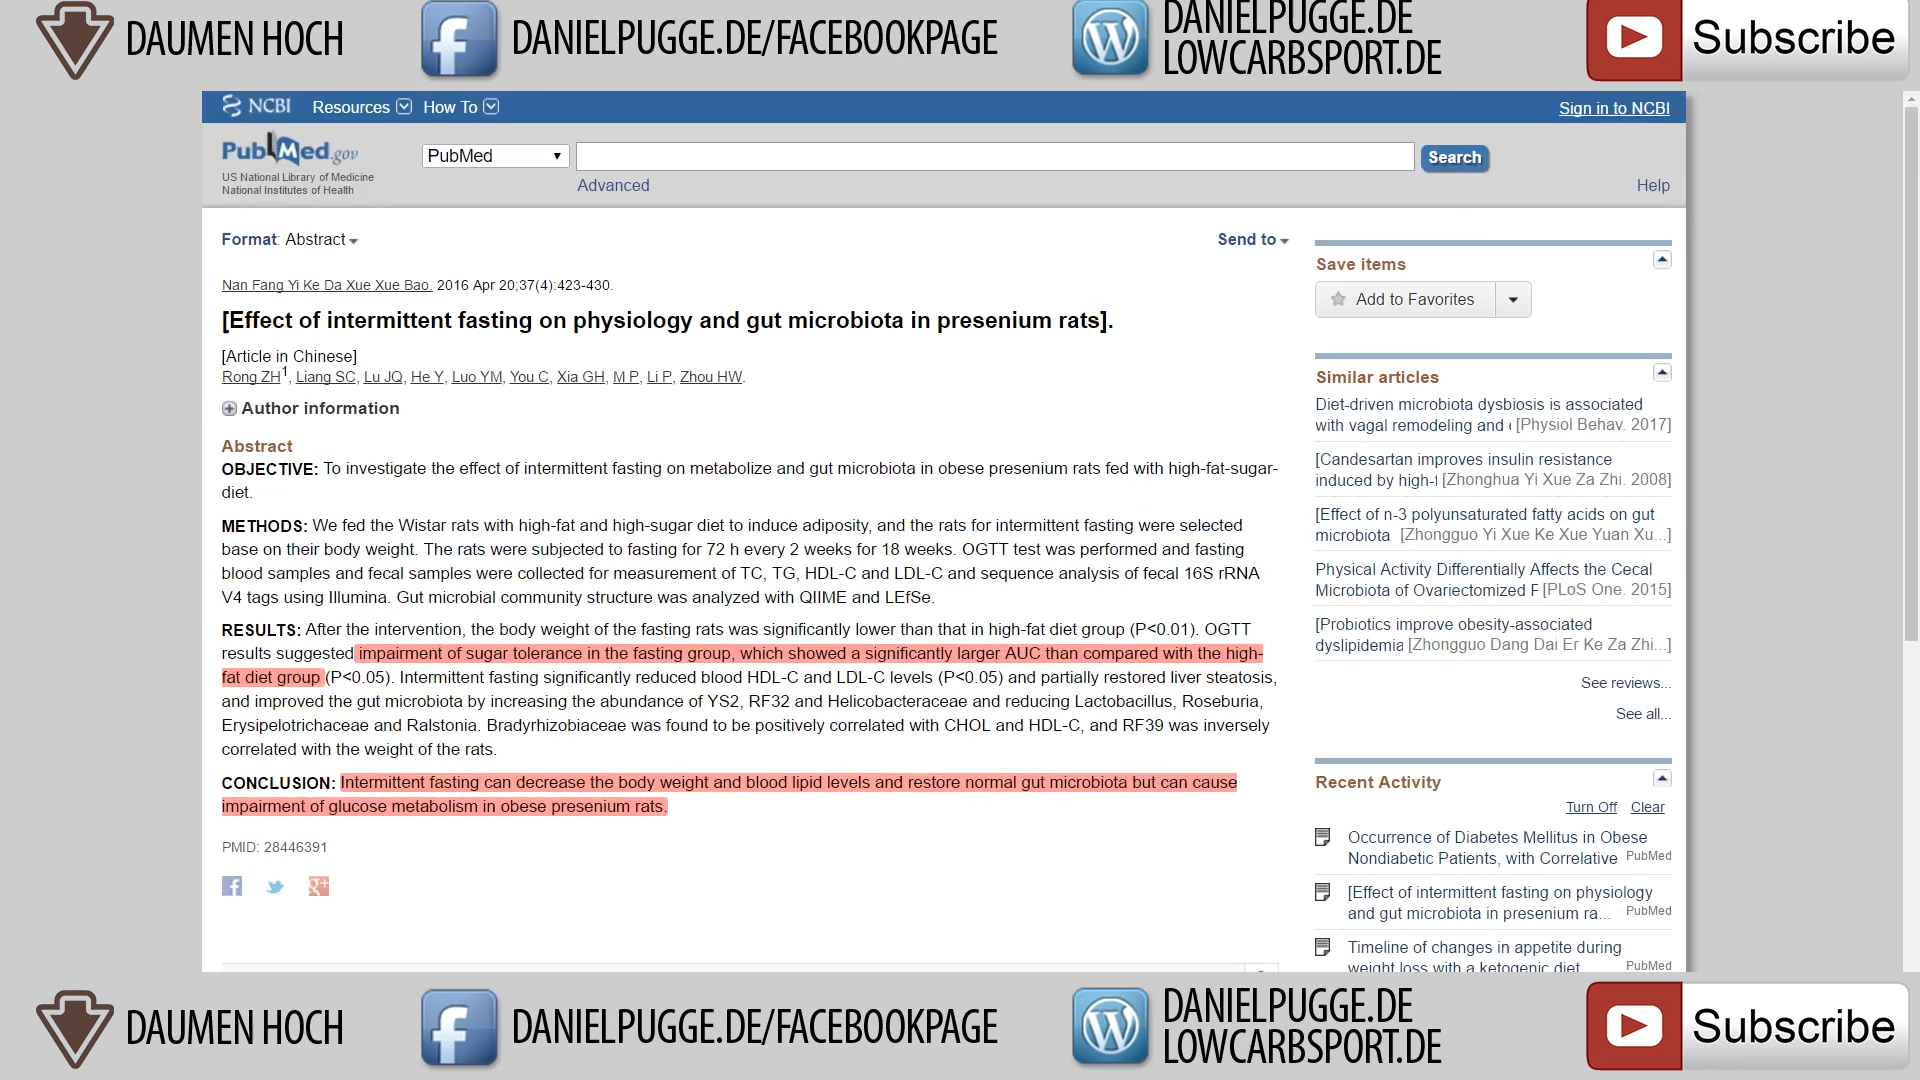 DAUMEN HOCH
DANIELPUGGE.DE/FACEBOOKPAGE
DANIELPUGGE.DE
LOWCARBSPORT.DE
Subscribe
NCBI Resources How To
Sign in to NCBI
PubMed.gov
US National Library of Medicine
National Institutes of Health
PubMed
Search
Advanced
Help
Format: Abstract
Send to
Nan Fang Yi Ke Da Xue Xue Bao. 2016 Apr 20;37(4):423-430.
[Effect of intermittent fasting on physiology and gut microbiota in presenium rats].
[Article in Chinese]
Rong ZH1, Liang SC, Lu JQ, He Y, Luo YM, You C, Xia GH, M P, Li P, Zhou HW.
Author information
Abstract
OBJECTIVE: To investigate the effect of intermittent fasting on metabolize and gut microbiota in obese presenium rats fed with high-fat-sugar-
diet.
METHODS: We fed the Wistar rats with high-fat and high-sugar diet to induce adiposity, and the rats for intermittent fasting were selected
base on their body weight. The rats were subjected to fasting for 72 h every 2 weeks for 18 weeks. OGTT test was performed and fasting
blood samples and fecal samples were collected for measurement of TC, TG, HDL-C and LDL-C and sequence analysis of fecal 16S rRNA
V4 tags using Illumina. Gut microbial community structure was analyzed with QIIME and LEfSe.
RESULTS: After the intervention, the body weight of the fasting rats was significantly lower than that in high-fat diet group (P<0.01). OGTT
results suggested impairment of sugar tolerance in the fasting group, which showed a significantly larger AUC than compared with the high-
fat diet group (P<0.05). Intermittent fasting significantly reduced blood HDL-C and LDL-C levels (P<0.05) and partially restored liver steatosis,
and improved the gut microbiota by increasing the abundance of YS2, RF32 and Helicobacteraceae and reducing Lactobacillus, Roseburia,
Erysipelotrichaceae and Ralstonia. Bradyrhizobiaceae was found to be positively correlated with CHOL and HDL-C, and RF39 was inversely
correlated with the weight of the rats.
CONCLUSION: Intermittent fasting can decrease the body weight and blood lipid levels and restore normal gut microbiota but can cause
impairment of glucose metabolism in obese presenium rats.
PMID: 28446391
Save items
Add to Favorites
Similar articles
Diet-driven microbiota dysbiosis is associated
with vagal remodeling and [Physiol Behav. 2017]
[Candesartan improves insulin resistance
induced by high- [Zhonghua Yi Xue Za Zhi. 2008]
[Effect of n-3 polyunsaturated fatty acids on gut
microbiota [Zhongguo Yi Xue Ke Xue Yuan Xu...]
Physical Activity Differentially Affects the Cecal
Microbiota of Ovariectomized F [PLoS One. 2015]
[Probiotics improve obesity-associated
dyslipidemia [Zhongguo Dang Dai Er Ke Za Zhi...]
See reviews...
See all...
Recent Activity
Turn Off Clear
Occurrence of Diabetes Mellitus in Obese
Nondiabetic Patients, with Correlative PubMed
[Effect of intermittent fasting on physiology
and gut microbiota in presenium ra... PubMed
Timeline of changes in appetite during
weight loss with a ketogenic diet PubMed
DAUMEN HOCH
DANIELPUGGE.DE/FACEBOOKPAGE
DANIELPUGGE.DE
LOWCARBSPORT.DE
Subscribe